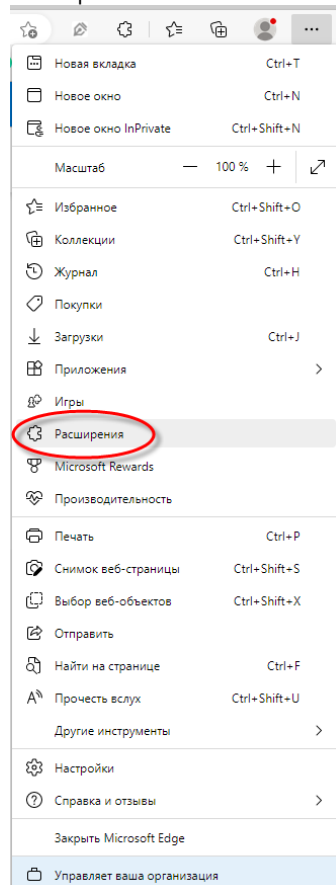 Новая вкладка Ctrl+T
Новое окно Ctrl+N
Новое окно InPrivate Ctrl+Shift+N
Масштаб — 100 % +
Избранное Ctrl+Shift+O
Коллекции Ctrl+Shift+Y
Журнал Ctrl+H
Покупки
Загрузки Ctrl+J
Приложения
Игры
Расширения
Microsoft Rewards
Производительность
Печать Ctrl+P
Снимок веб-страницы Ctrl+Shift+S
Выбор веб-объектов Ctrl+Shift+X
Отправить
Найти на странице Ctrl+F
Прочесть вслух Ctrl+Shift+U
Другие инструменты
Настройки
Справка и отзывы
Закрыть Microsoft Edge
Управляет ваша организация